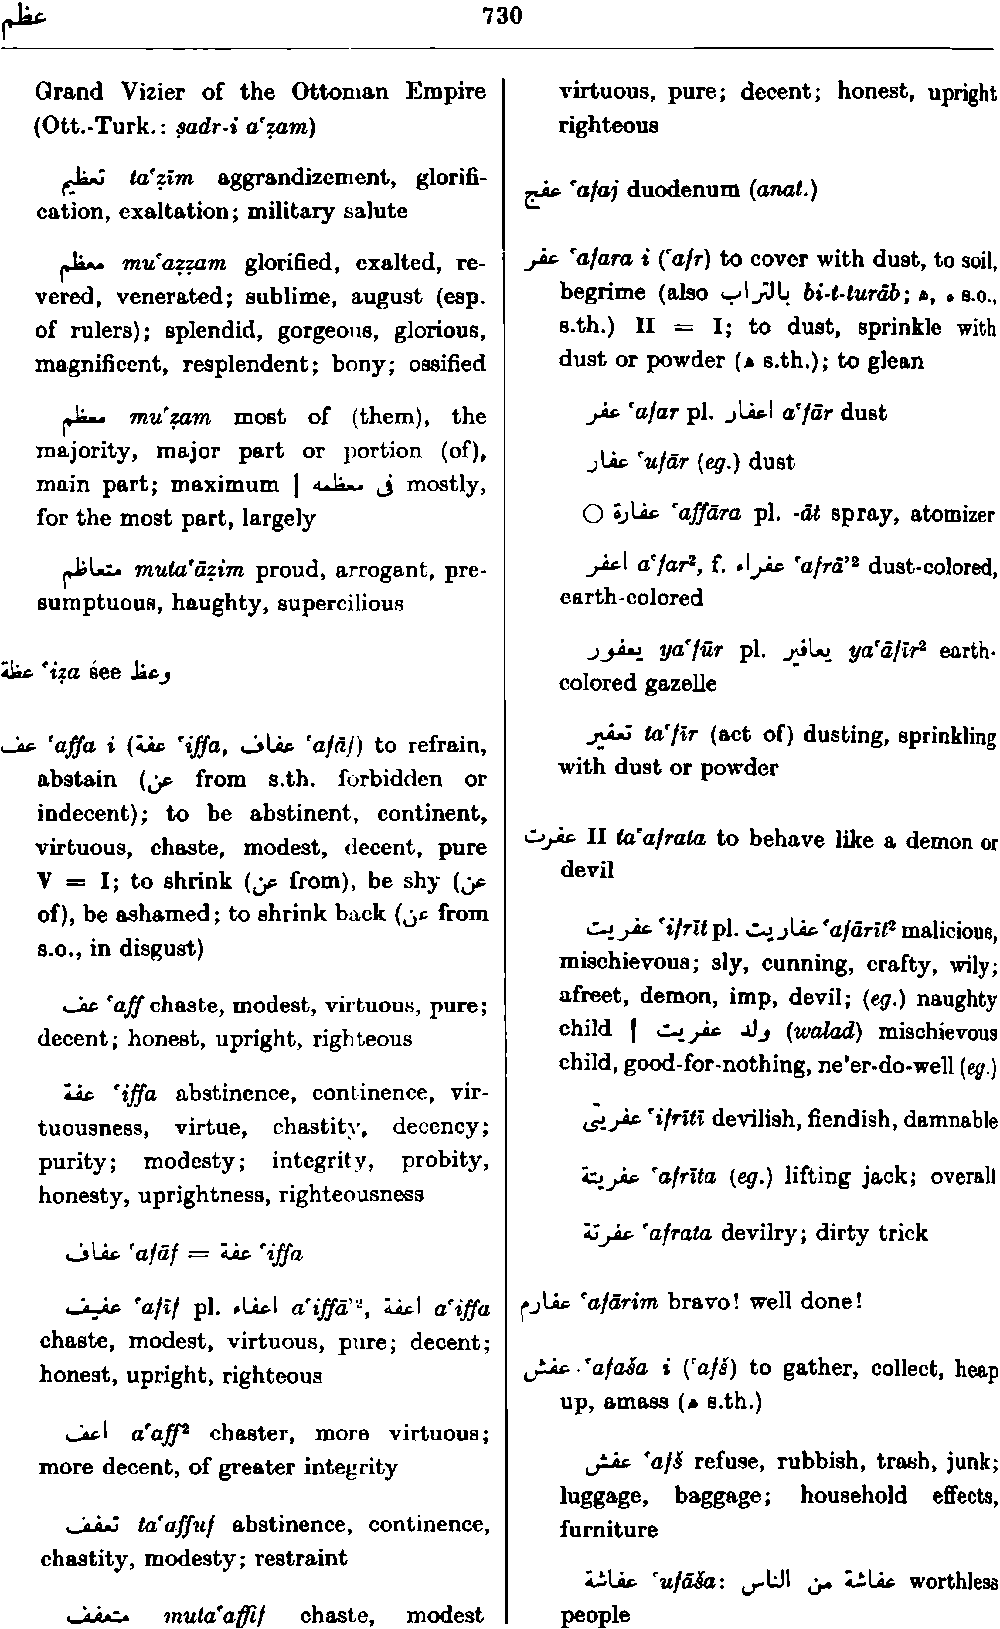 عظم
730
Grand Vizier of the Ottoman Empire
(Ott.-Turk.: ṣadr-i aʿẓam)
تعظيم taʿẓīm aggrandizement, glorifi-
cation, exaltation; military salute
معظم muʿaẓẓam glorified, exalted, re-
vered, venerated; sublime, august (esp.
of rulers); splendid, gorgeous, glorious,
magnificent, resplendent; bony; ossified
معظم muʿẓam most of (them), the
majority, major part or portion (of),
main part; maximum | فى معظمه mostly,
for the most part, largely
متعاظم mutaʿāẓim proud, arrogant, pre-
sumptuous, haughty, supercilious
عظة ʿiẓa see وعظ
عف ʿaffa i (عفة ʿiffa, عفاف ʿafāf) to refrain,
abstain (عن from s.th. forbidden or
indecent); to be abstinent, continent,
virtuous, chaste, modest, decent, pure
V = I; to shrink (عن from), be shy (عن
of), be ashamed; to shrink back (عن from
s.o., in disgust)
عف ʿaff chaste, modest, virtuous, pure;
decent; honest, upright, righteous
عفة ʿiffa abstinence, continence, vir-
tuousness, virtue, chastity, decency;
purity; modesty; integrity, probity,
honesty, uprightness, righteousness
عفاف ʿafāf = عفة ʿiffa
عفيف ʿafīf pl. اعفاء aʿiffāʾ², اعفة aʿiffa
chaste, modest, virtuous, pure; decent;
honest, upright, righteous
اعف aʿaff² chaster, more virtuous;
more decent, of greater integrity
تعفف taʿaffuf abstinence, continence,
chastity, modesty; restraint
متعفف mutaʿaffif chaste, modest
virtuous, pure; decent; honest, upright
righteous
عفج ʿafaj duodenum (anat.)
عفر ʿafara i (ʿafr) to cover with dust, to soil,
begrime (also بالتراب bi-t-turāb; ه, ه s.o.,
s.th.) II = I; to dust, sprinkle with
dust or powder (ه s.th.); to glean
عفر ʿafar pl. اعفار aʿfār dust
عفار ʿufār (eg.) dust
○ عفارة ʿaffāra pl. -āt spray, atomizer
اعفر aʿfar², f. عفراء ʿafrāʾ² dust-colored,
earth-colored
يعفور yaʿfūr pl. يعافير yaʿāfīr² earth-
colored gazelle
تعفير taʿfīr (act of) dusting, sprinkling
with dust or powder
عفرت II taʿafrata to behave like a demon or
devil
عفريت ʿifrīt pl. عفاريت ʿafārīt² malicious,
mischievous; sly, cunning, crafty, wily;
afreet, demon, imp, devil; (eg.) naughty
child | ولد عفريت (walad) mischievous
child, good-for-nothing, ne'er-do-well (eg.)
عفريتى ʿifrītī devilish, fiendish, damnable
عفريتة ʿafrīta (eg.) lifting jack; overall
عفرتة ʿafrata devilry; dirty trick
عفارم ʿafārim bravo! well done!
عفش ʿafaša i (ʿafš) to gather, collect, heap
up, amass (ه s.th.)
عفش ʿafš refuse, rubbish, trash, junk;
luggage, baggage; household effects,
furniture
عفاشة ʿufāša: عفاشة من الناس worthless
people